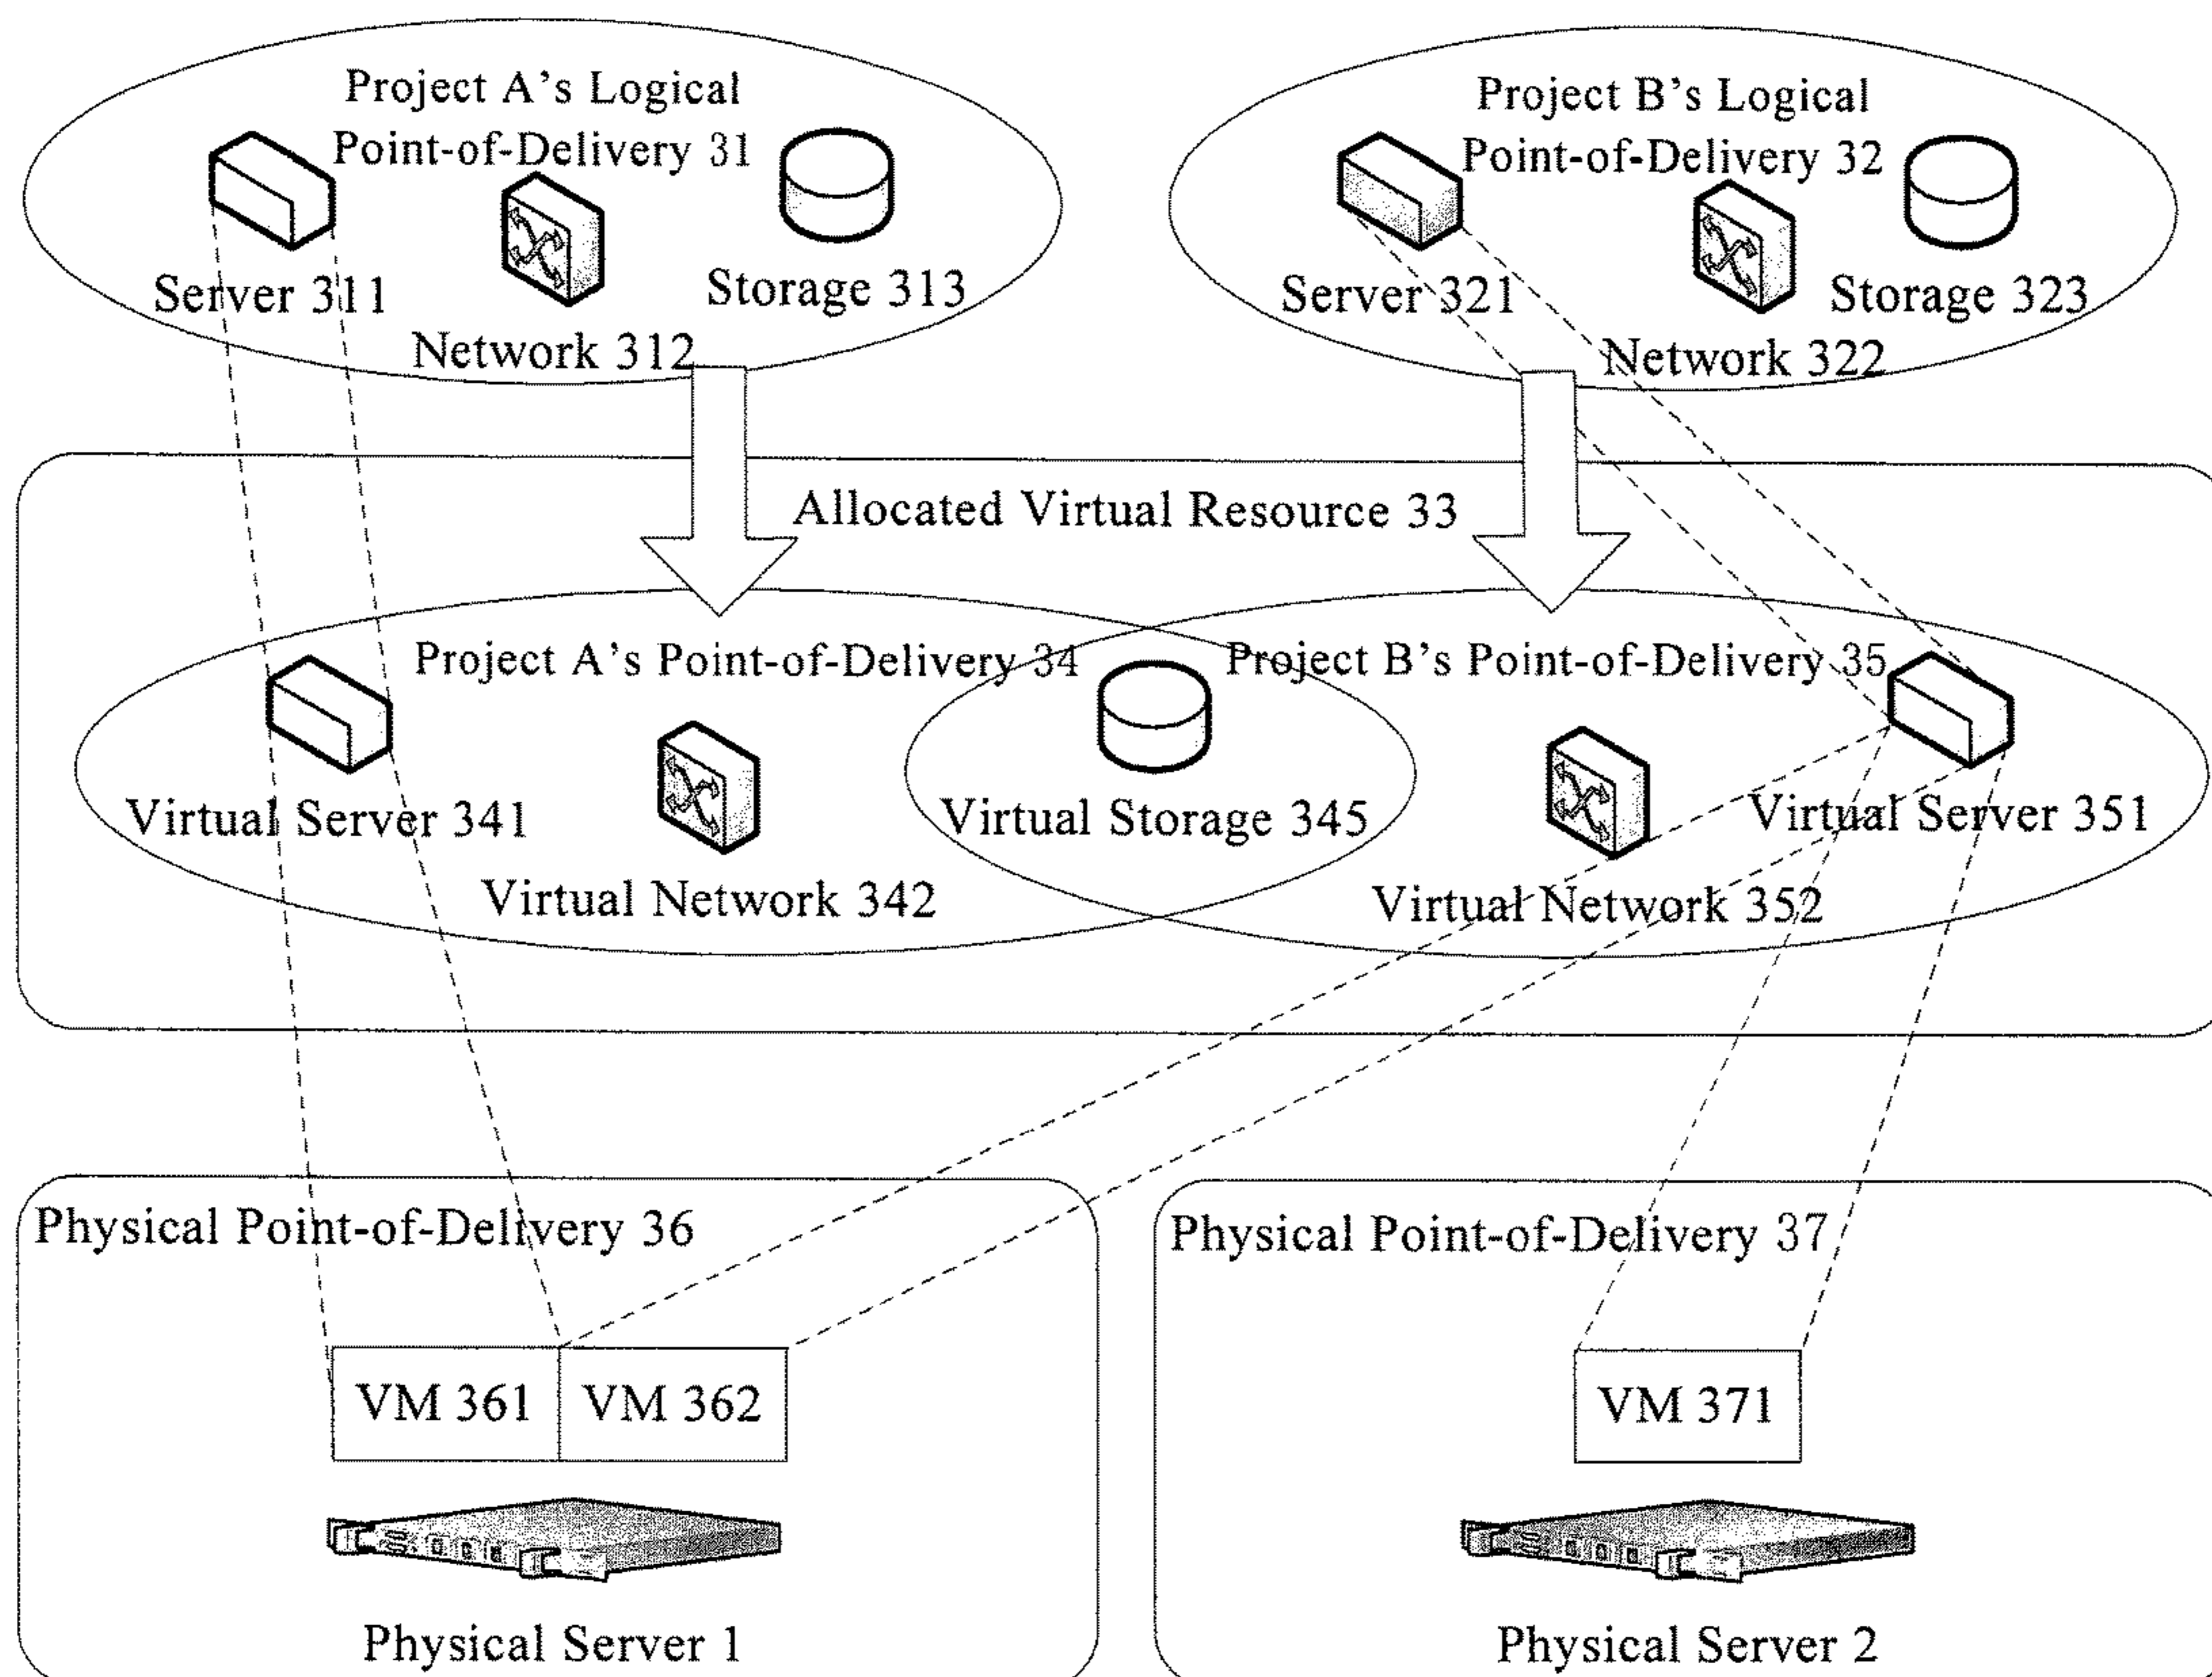 Project A's Logical
Point-of-Delivery 31
Server 311
Network 312
Storage 313
Project B's Logical
Point-of-Delivery 32
Server 321
Network 322
Storage 323
Allocated Virtual Resource 33
Project A's Point-of-Delivery 34
Project B's Point-of-Delivery 35
Virtual Server 341
Virtual Network 342
Virtual Storage 345
Virtual Network 352
Virtual Server 351
Physical Point-of-Delivery 36
VM 361
VM 362
Physical Server 1
Physical Point-of-Delivery 37
VM 371
Physical Server 2